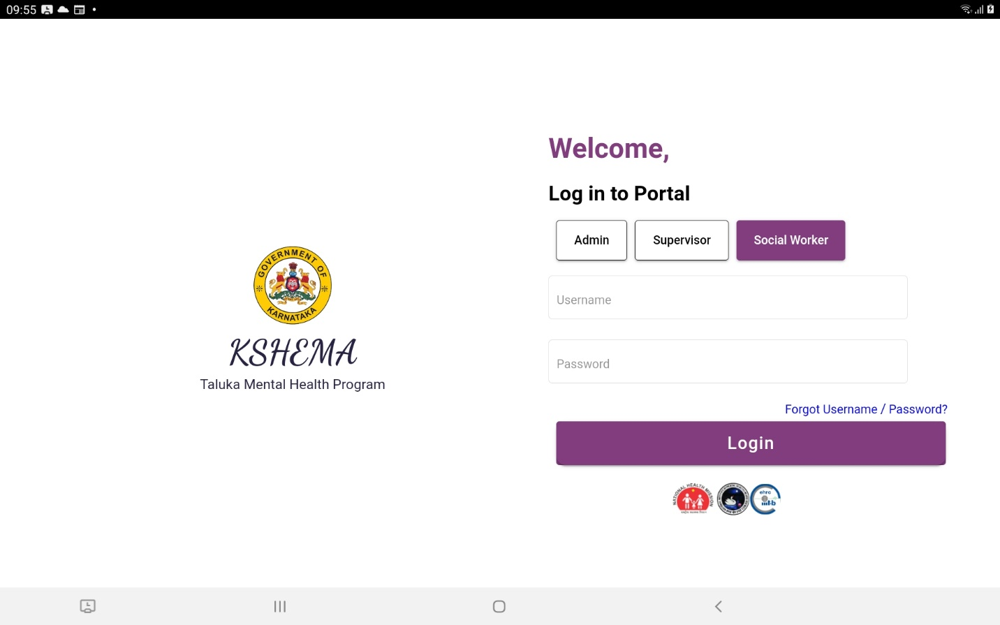 09:55
Welcome,
Log in to Portal
Admin
Supervisor
Social Worker
Username
Password
Forgot Username / Password?
Login
GOVERNMENT OF
KARNATAKA
KSHEMA
Taluka Mental Health Program
NATIONAL HEALTH MISSION
ehrc